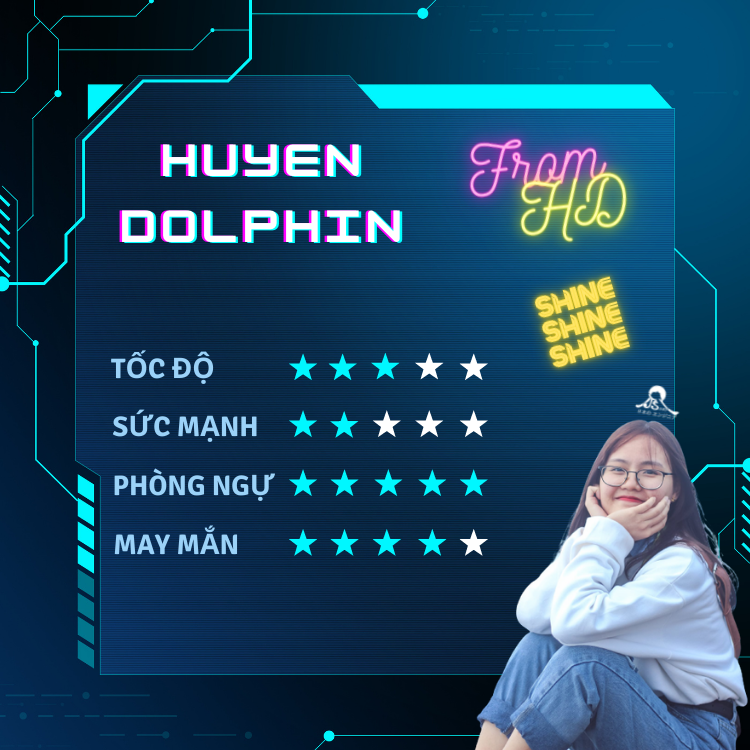 HUYEN
DOLPHIN
From
HD
SHINE
SHINE
SHINE
TỐC ĐỘ
SỨC MẠNH
PHÒNG NGỰ
MAY MẮN